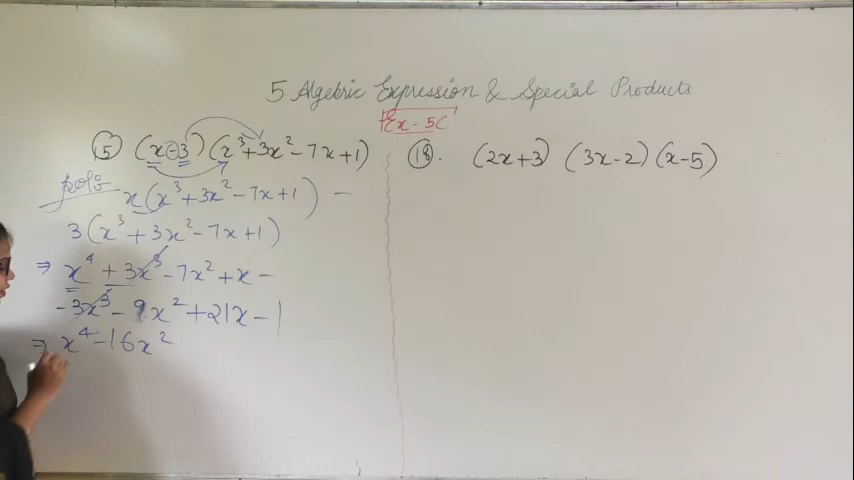 5. Algebric Expression & Special Products
Ex - 5C
15 (x-3) (x³+3x²-7x+1)
x(x³+3x²-7x+1) -
3(x³+3x²-7x+1)
⇒ x⁴+3x³-7x²+x-
-3x³-9x²+21x-1
⇒ x⁴-16x²
18. (2x+3) (3x-2) (x-5)